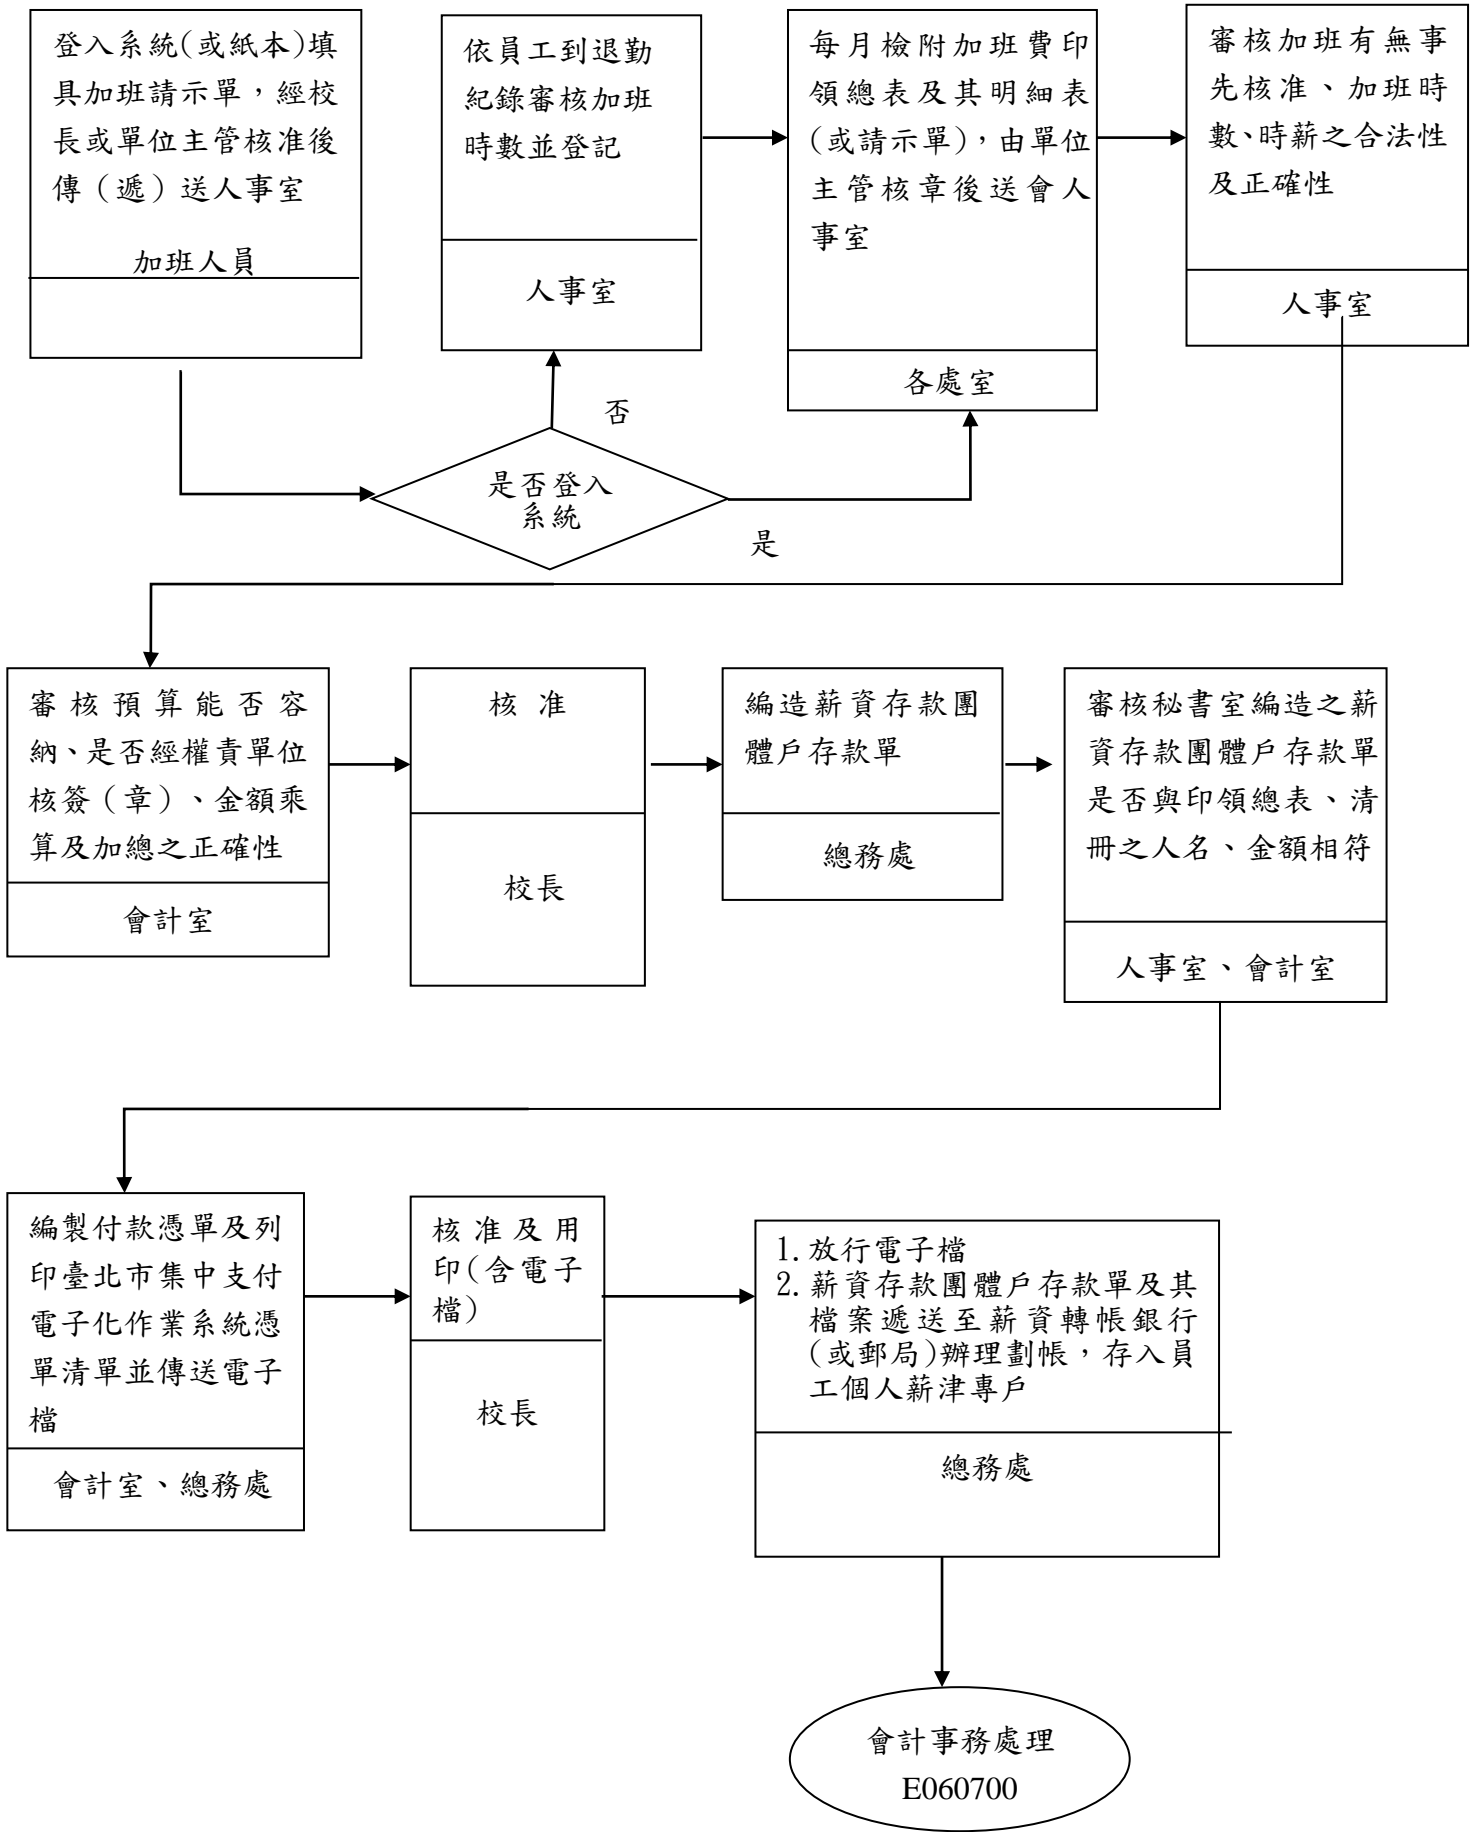 登入系統(或紙本)填
具加班請示單，經校
長或單位主管核准後
傳（遞）送人事室
加班人員
依員工到退勤
紀錄審核加班
時數並登記
人事室
每月檢附加班費印
領總表及其明細表
(或請示單)，由單位
主管核章後送會人
事室
各處室
審核加班有無事
先核准、加班時
數、時薪之合法性
及正確性
人事室
否
是否登入
系統
是
審核預算能否容
納、是否經權責單位
核簽（章）、金額乘
算及加總之正確性
會計室
核准
校長
編造薪資存款團
體戶存款單
總務處
審核秘書室編造之薪
資存款團體戶存款單
是否與印領總表、清
冊之人名、金額相符
人事室、會計室
編製付款憑單及列
印臺北市集中支付
電子化作業系統憑
單清單並傳送電子
檔
會計室、總務處
核准及用
印(含電子
檔)
校長
1. 放行電子檔
2. 薪資存款團體戶存款單及其
檔案遞送至薪資轉帳銀行
(或郵局)辦理劃帳，存入員
工個人薪津專戶
總務處
會計事務處理
E060700